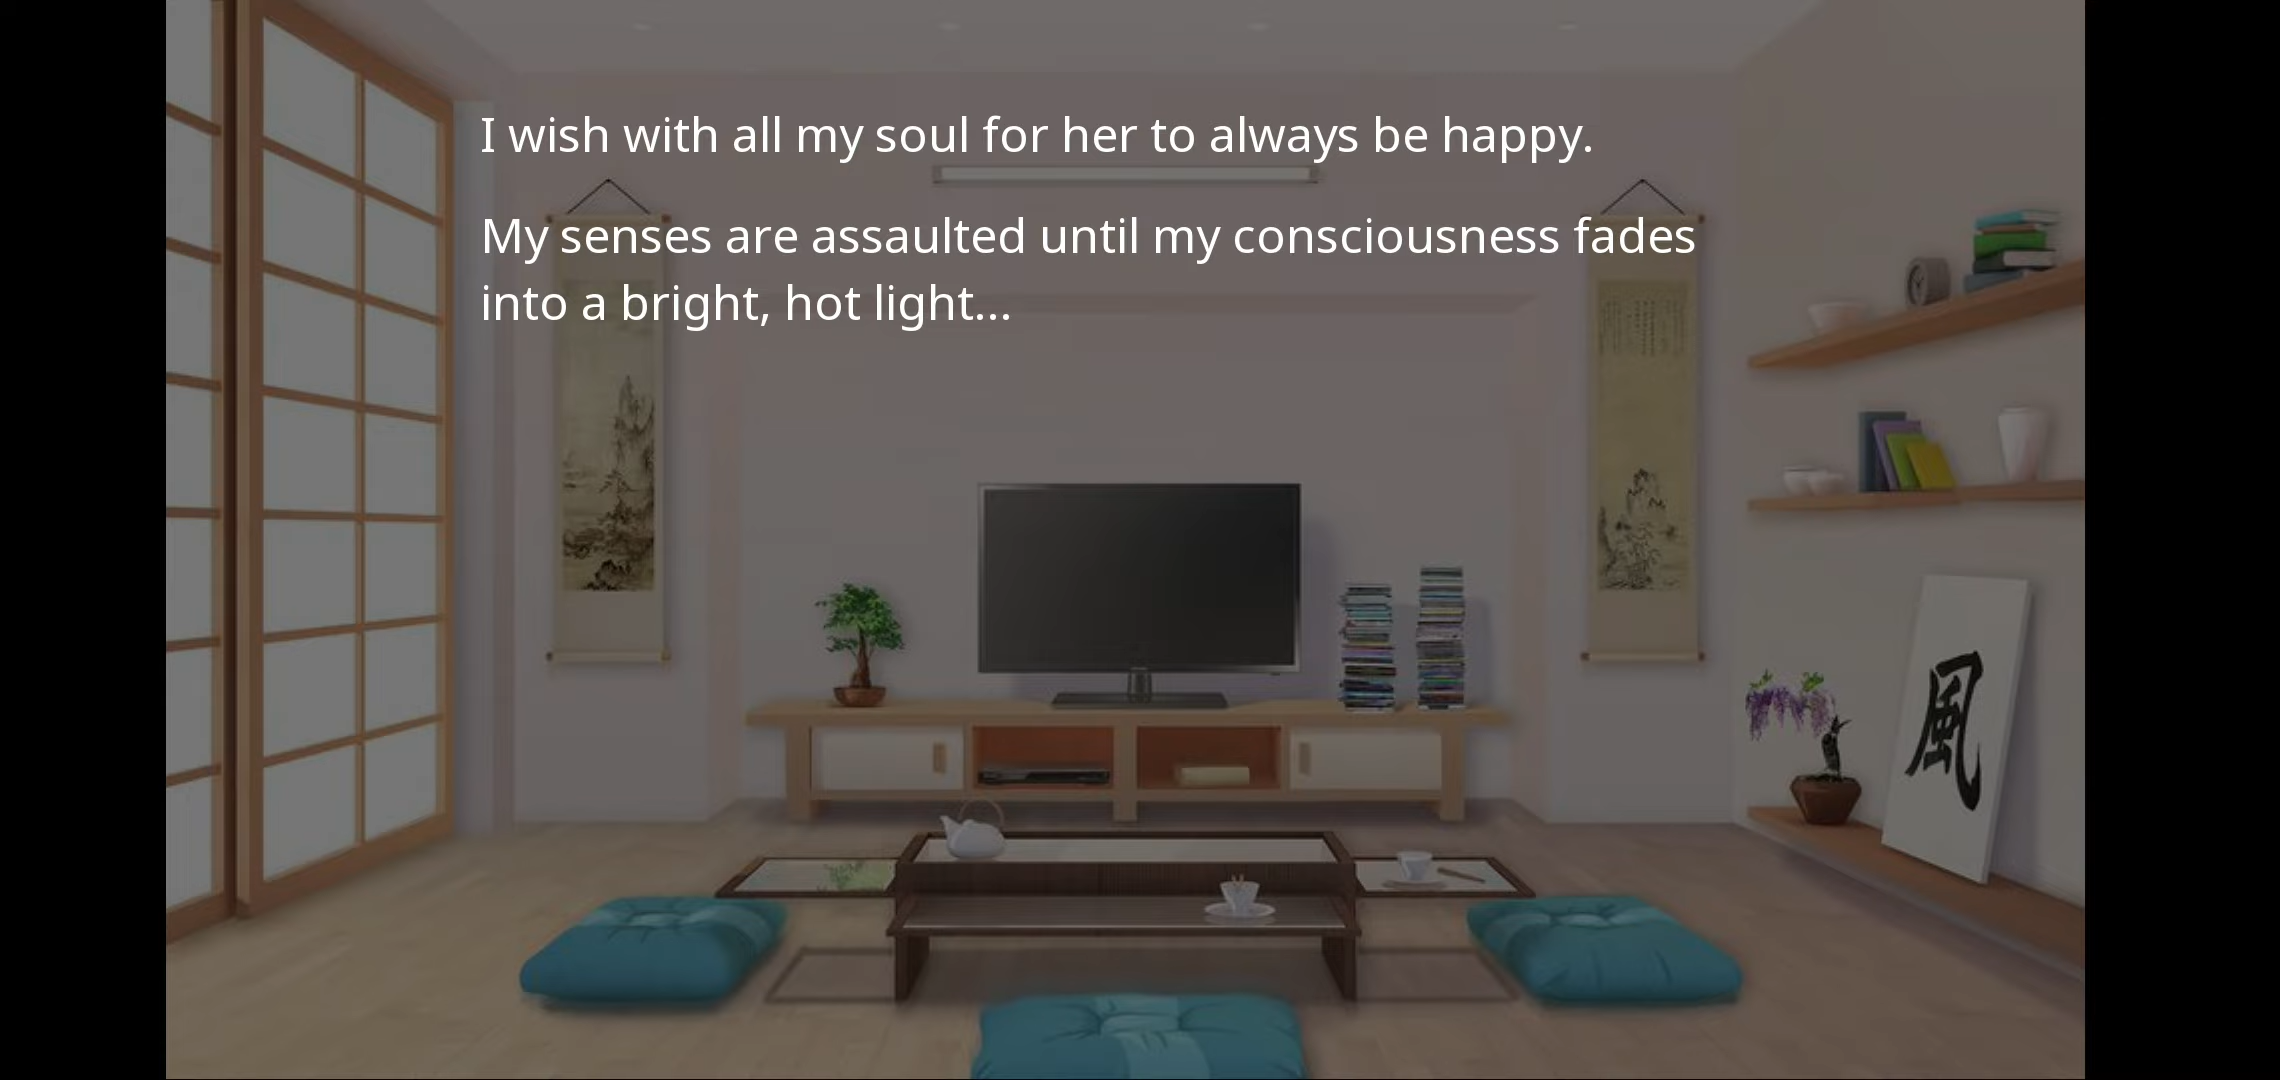 I wish with all my soul for her to always be happy.
My senses are assaulted until my consciousness fades
into a bright, hot light...
風